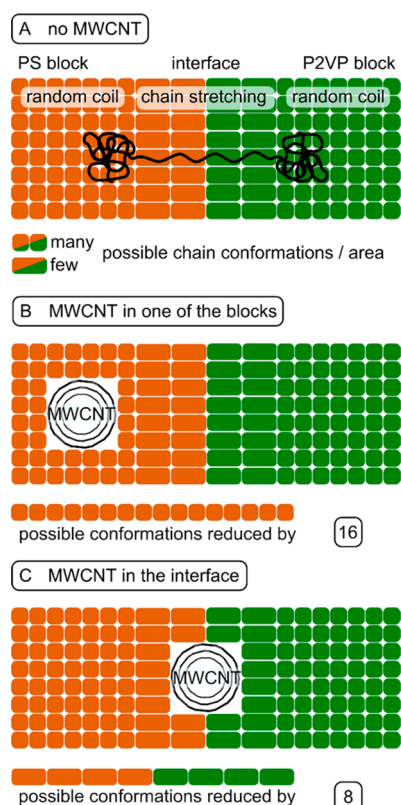 A no MWCNT
PS block interface P2VP block
random coil chain stretching random coil
many
few
possible chain conformations / area
B MWCNT in one of the blocks
MWCNT
possible conformations reduced by 16
C MWCNT in the interface
MWCNT
possible conformations reduced by 8